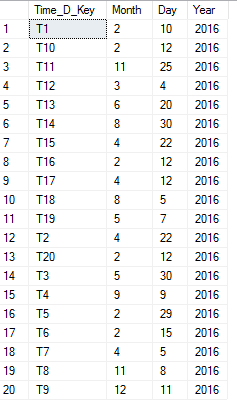 Time_D_Key Month Day Year
1 T1 2 10 2016
2 T10 2 12 2016
3 T11 11 25 2016
4 T12 3 4 2016
5 T13 6 20 2016
6 T14 8 30 2016
7 T15 4 22 2016
8 T16 2 12 2016
9 T17 4 12 2016
10 T18 8 5 2016
11 T19 5 7 2016
12 T2 4 22 2016
13 T20 2 12 2016
14 T3 5 30 2016
15 T4 9 9 2016
16 T5 2 29 2016
17 T6 2 15 2016
18 T7 4 5 2016
19 T8 11 8 2016
20 T9 12 11 2016